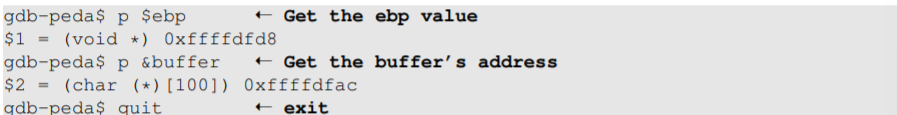 gdb-peda$ p $ebp ← Get the ebp value
$1 = (void *) 0xffffdfd8
gdb-peda$ p &buffer ← Get the buffer's address
$2 = (char (*)[100]) 0xffffdfac
gdb-peda$ quit ← exit